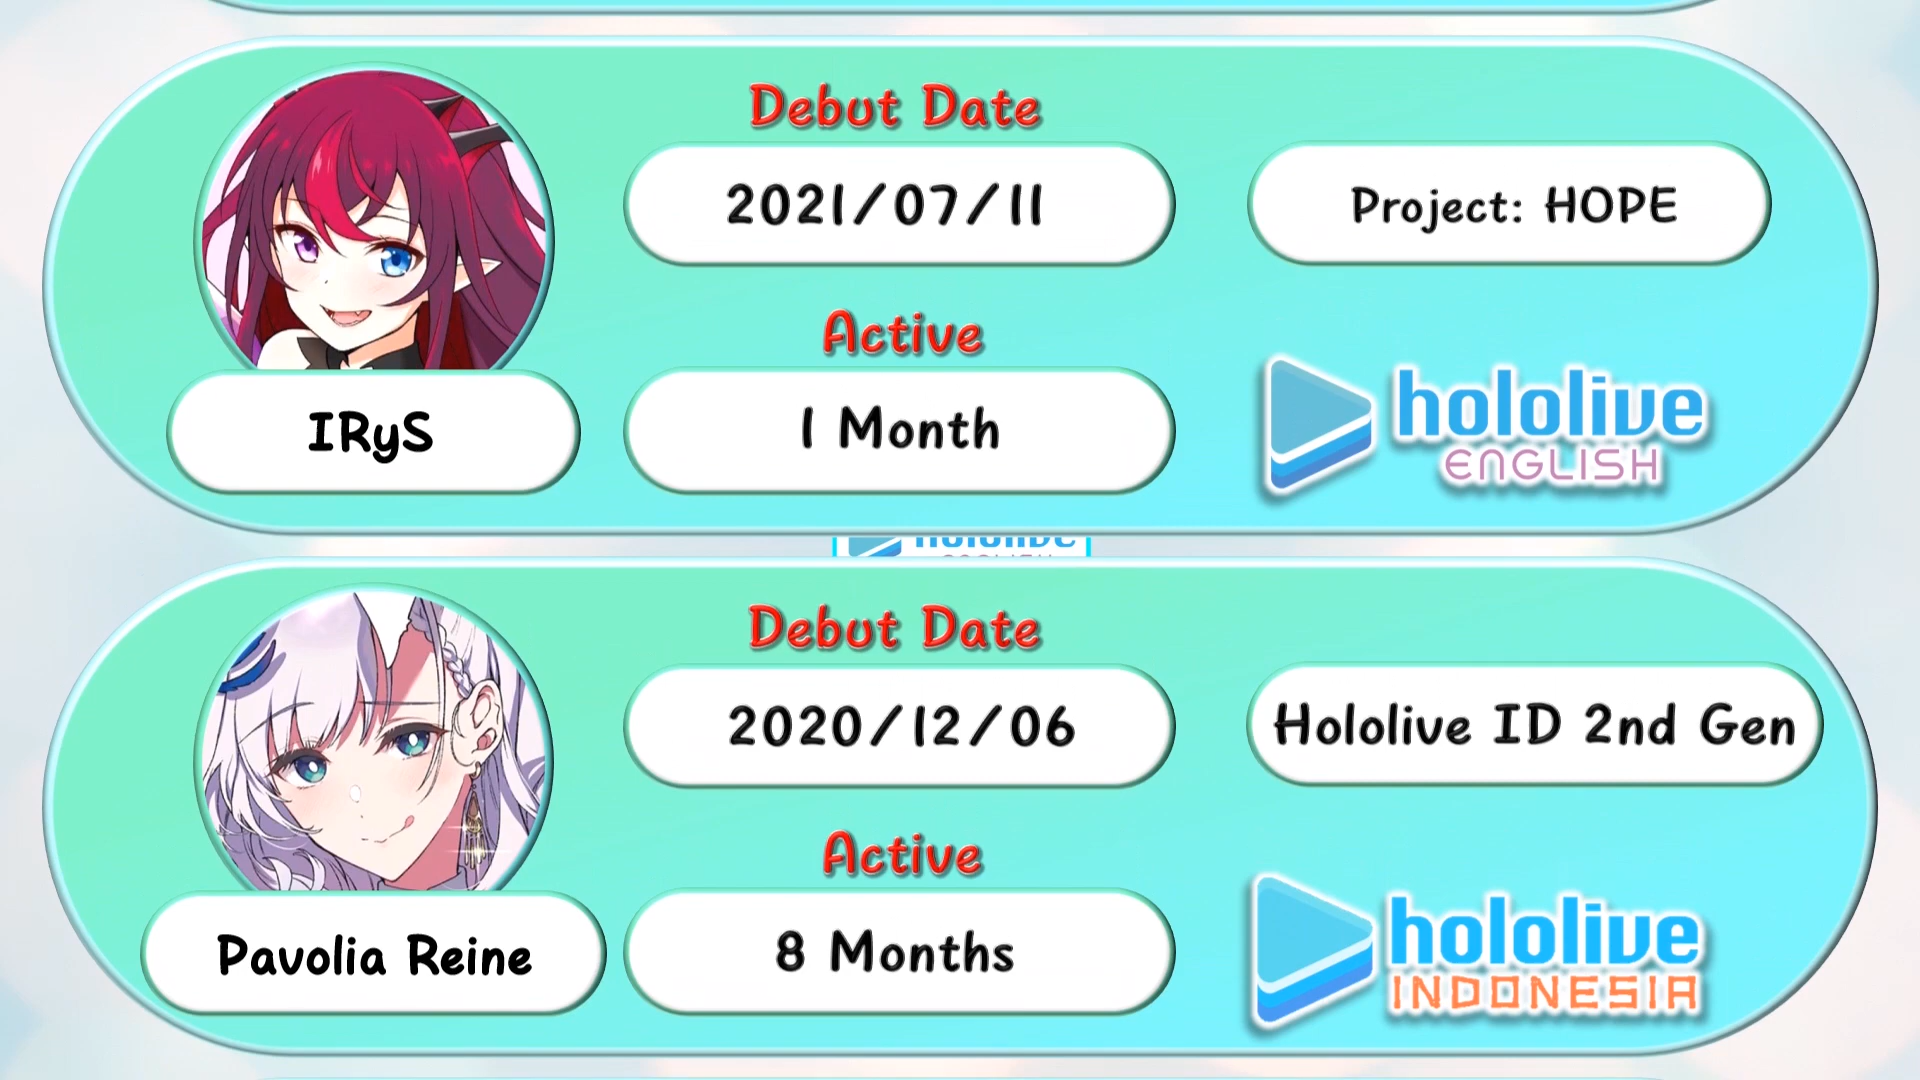 Debut Date
2021/07/11
Project: HOPE
Active
1 Month
IRyS
hololive
ENGLISH
hololive
Debut Date
2020/12/06
Hololive ID 2nd Gen
Active
8 Months
Pavolia Reine
hololive
INDONESIA